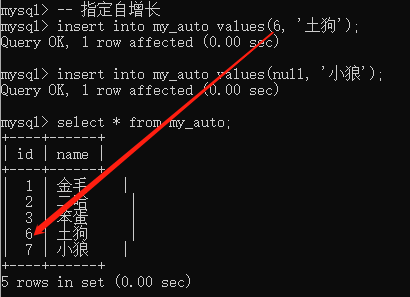 mysql> -- 指定自增长
mysql> insert into my_auto values(6, '土狗');
Query OK, 1 row affected (0.00 sec)
mysql> insert into my_auto values(null, '小狼');
Query OK, 1 row affected (0.00 sec)
mysql> select * from my_auto;
+----+------+
| id | name |
+----+------+
| 1 | 金毛 |
| 2 | 二哈 |
| 3 | 笨蛋 |
| 6 | 土狗 |
| 7 | 小狼 |
+----+------+
5 rows in set (0.00 sec)